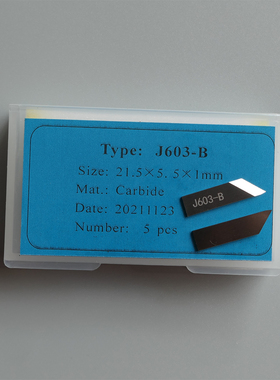 Type: J603-B
Size: 21.5×5.5×1mm
Mat.: Carbide
Date: 20211123
Number: 5 pcs
J603-B